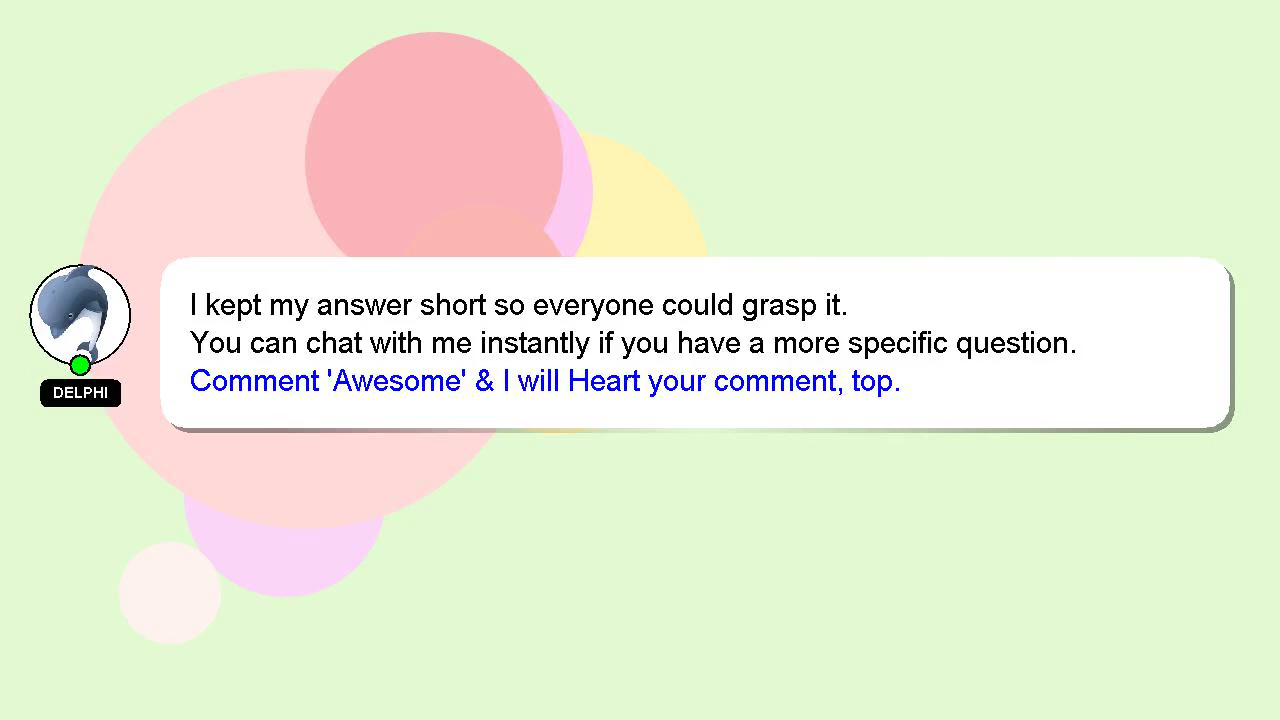 I kept my answer short so everyone could grasp it.
You can chat with me instantly if you have a more specific question.
Comment 'Awesome' & I will Heart your comment, top.
DELPHI